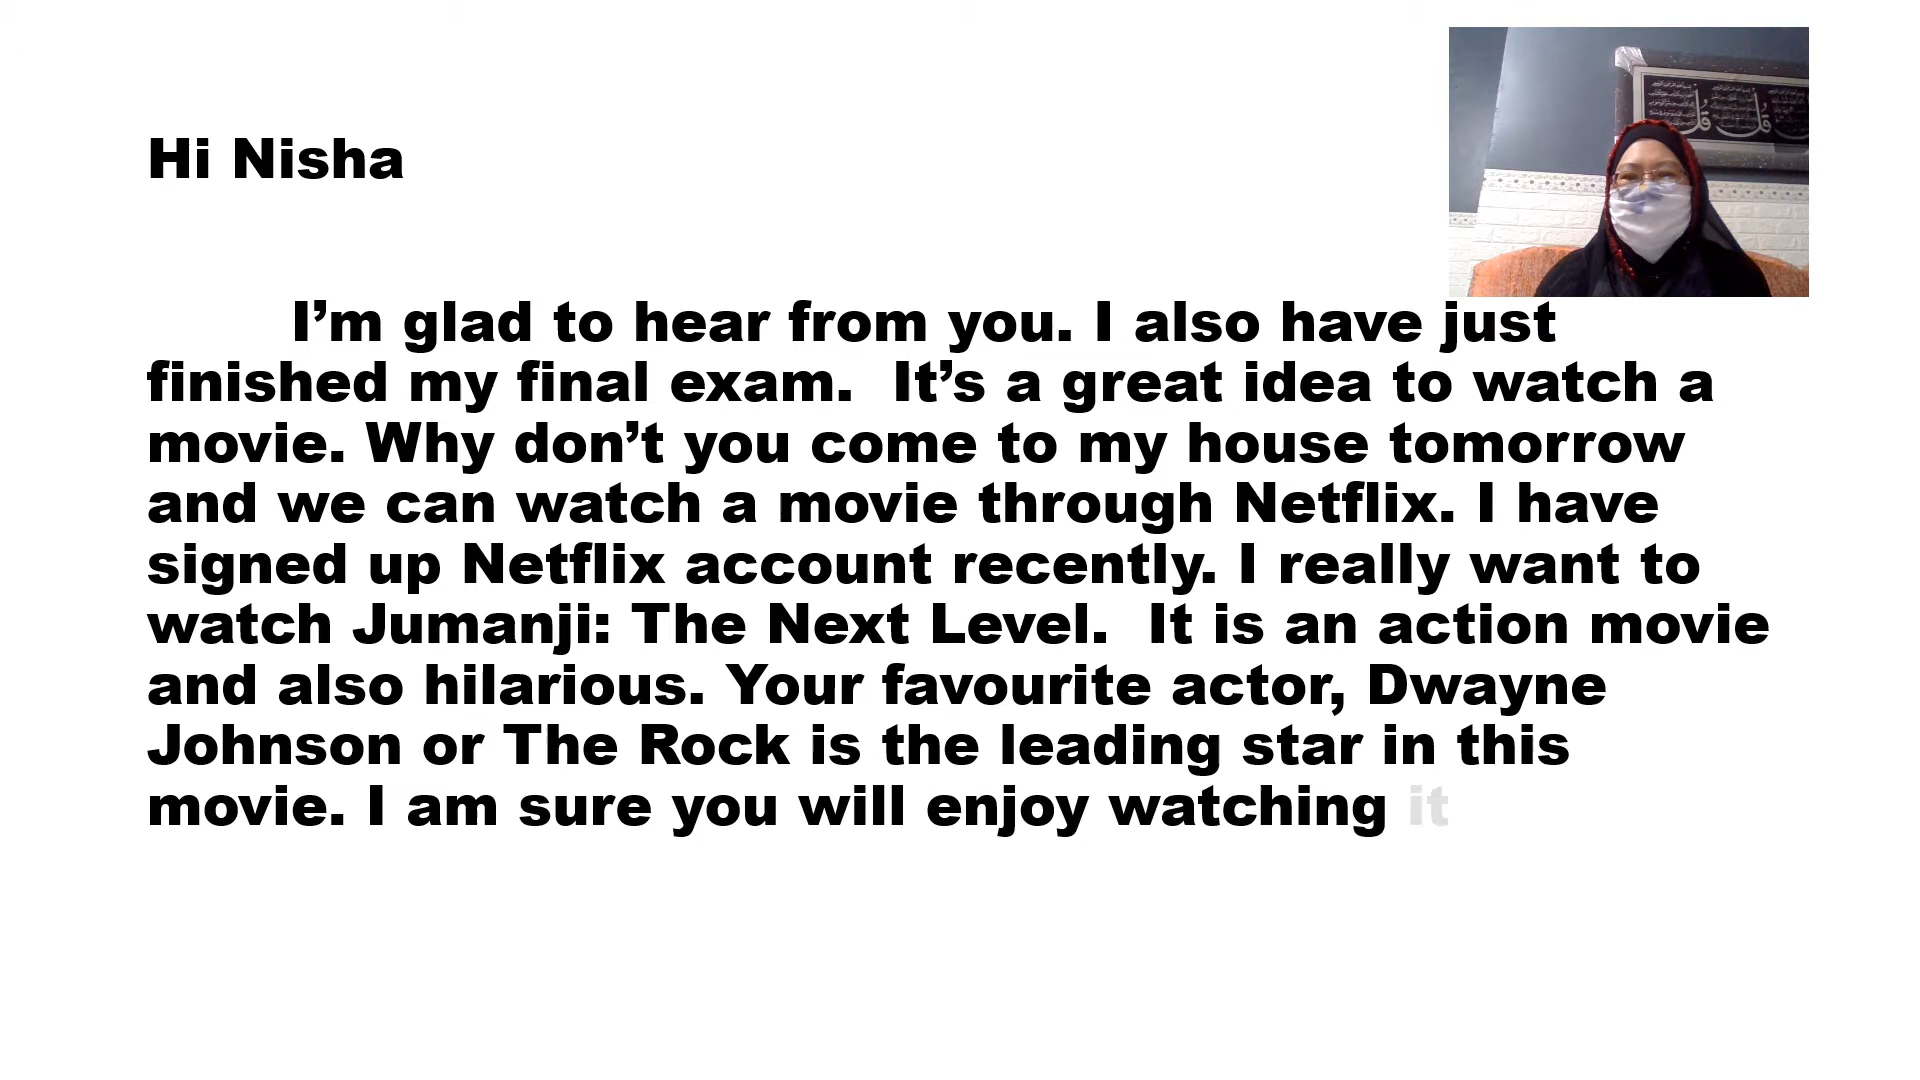 Hi Nisha
I’m glad to hear from you. I also have just
finished my final exam.  It’s a great idea to watch a
movie. Why don’t you come to my house tomorrow
and we can watch a movie through Netflix. I have
signed up Netflix account recently. I really want to
watch Jumanji: The Next Level.  It is an action movie
and also hilarious. Your favourite actor, Dwayne
Johnson or The Rock is the leading star in this
movie. I am sure you will enjoy watching it